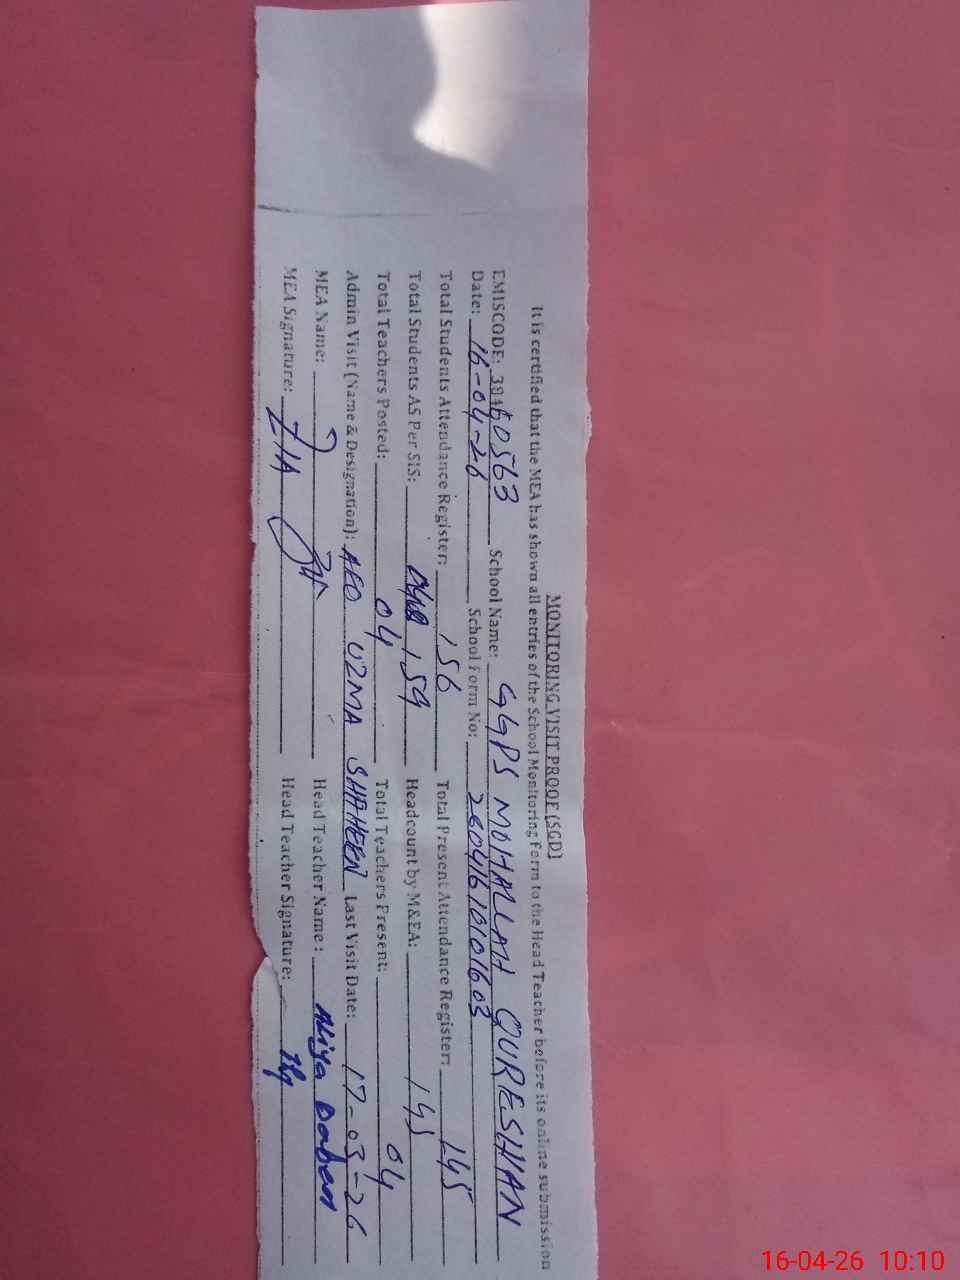 MONITORING VISIT PROOF (SGD)
It is certified that the MEA has shown all entries of the School Monitoring Form to the Head Teacher before its online submission
EMISCODE: 38460563 School Name: GGPS MOHALLAH QURESHIAN
Date: 16-04-26 School Form No: 26041610101603
Total Students Attendance Register: 156 Total Present Attendance Register: 145
Total Students AS Per SIS: 159 Headcount by M&EA: 145
Total Teachers Posted: 04 Total Teachers Present: 04
Admin Visit (Name & Designation): AEO UZMA SHAHEEN Last Visit Date: 17-03-26
MEA Name: Head Teacher Name: Aliya
MEA Signature: ZIA Head Teacher Signature:
16-04-26 10:10